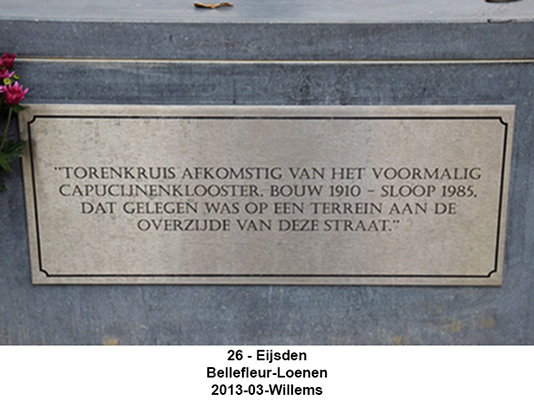 "TORENKRUIS AFKOMSTIG VAN HET VOORMALIG
CAPUCIJNENKLOOSTER. BOUW 1910 - SLOOP 1985.
DAT GELEGEN WAS OP EEN TERREIN AAN DE
OVERZIJDE VAN DEZE STRAAT."
26 - Eijsden
Bellefleur-Loenen
2013-03-Willems